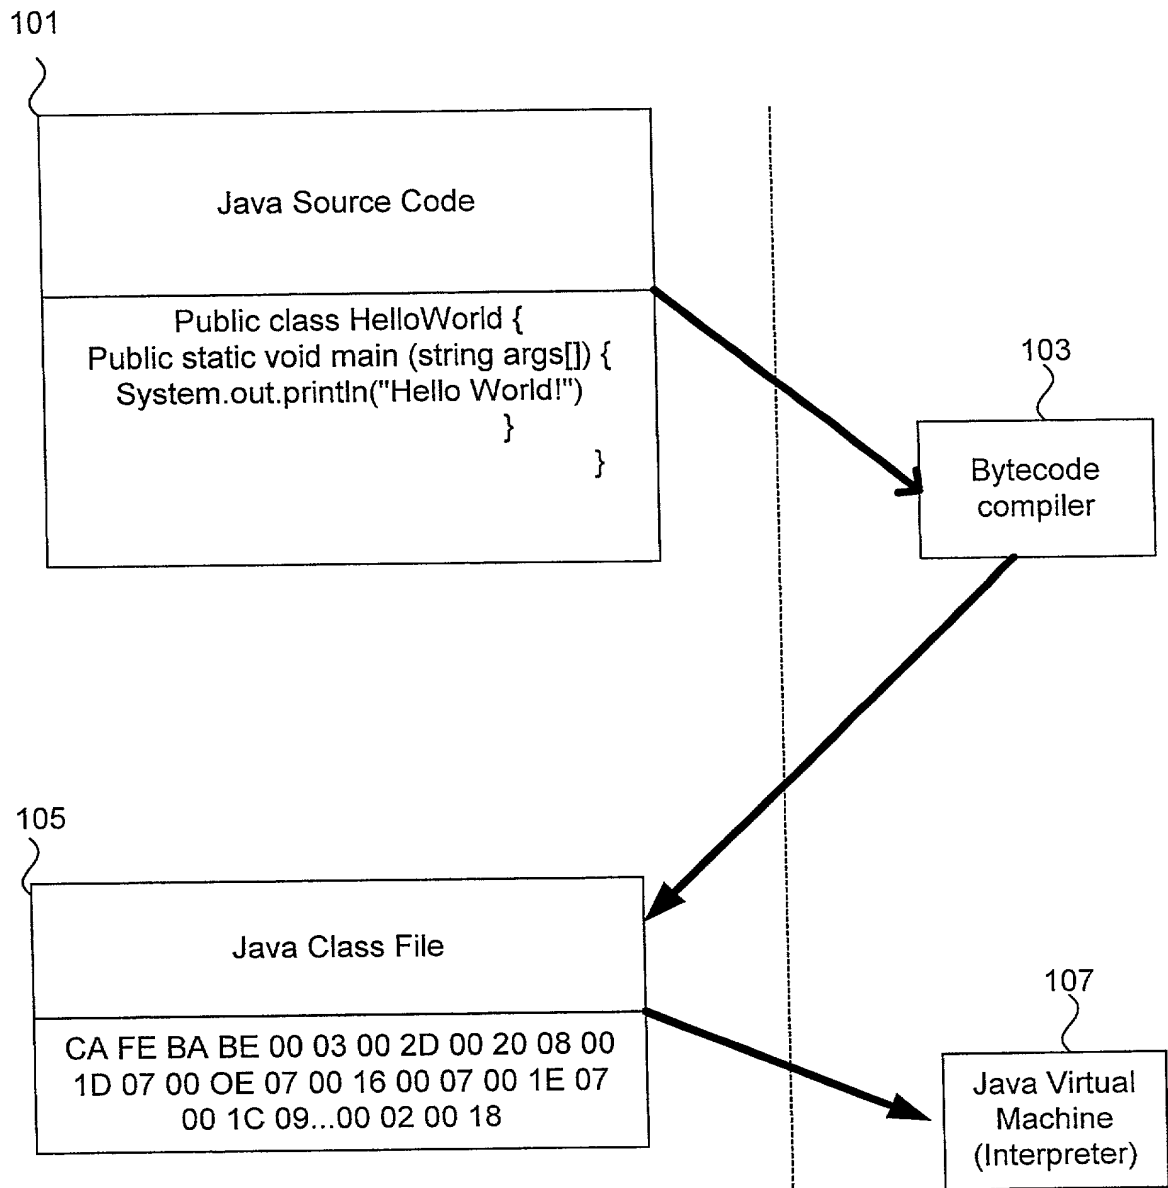 101
Java Source Code
Public class HelloWorld {
Public static void main (string args[]) {
System.out.println("Hello World!")
}
}
103
Bytecode
compiler
105
Java Class File
CA FE BA BE 00 03 00 2D 00 20 08 00
1D 07 00 OE 07 00 16 00 07 00 1E 07
00 1C 09...00 02 00 18
107
Java Virtual
Machine
(Interpreter)